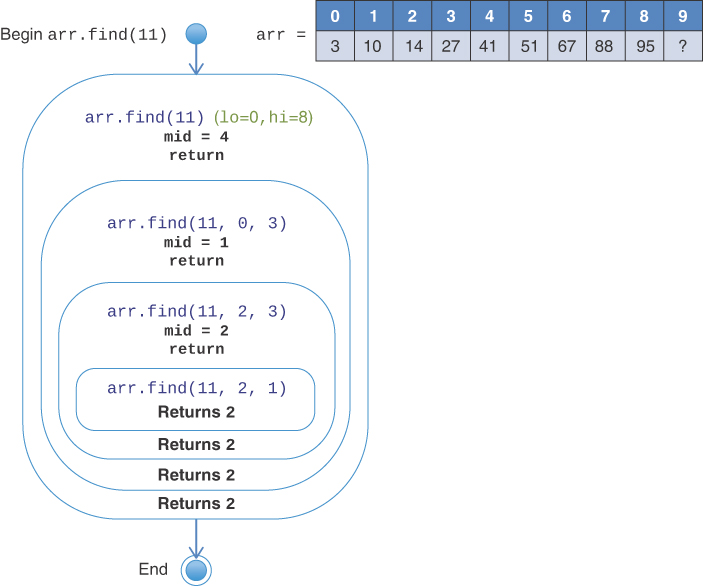 Begin arr.find(11)
arr =
0 1 2 3 4 5 6 7 8 9
3 10 14 27 41 51 67 88 95 ?
arr.find(11) (lo=0,hi=8)
mid = 4
return
arr.find(11, 0, 3)
mid = 1
return
arr.find(11, 2, 3)
mid = 2
return
arr.find(11, 2, 1)
Returns 2
Returns 2
Returns 2
Returns 2
End